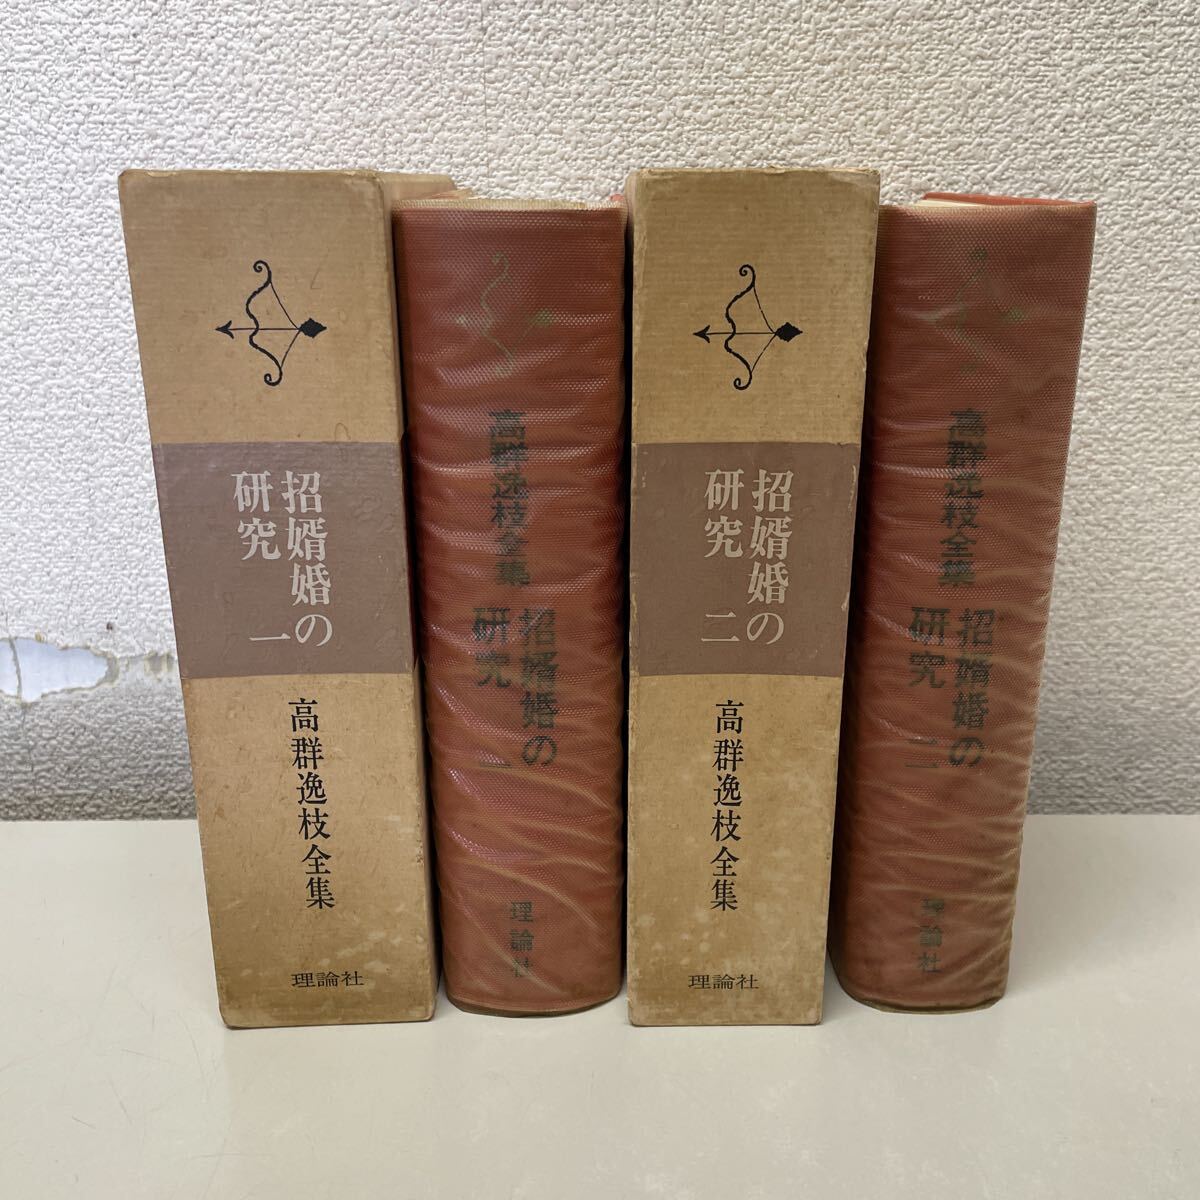 招婿婚の
研究 一
高群逸枝全集
理論社
高群逸枝全集
招婿婚の
研究 一
理論社
招婿婚の
研究 二
高群逸枝全集
理論社
高群逸枝全集
招婿婚の
研究 二
理論社